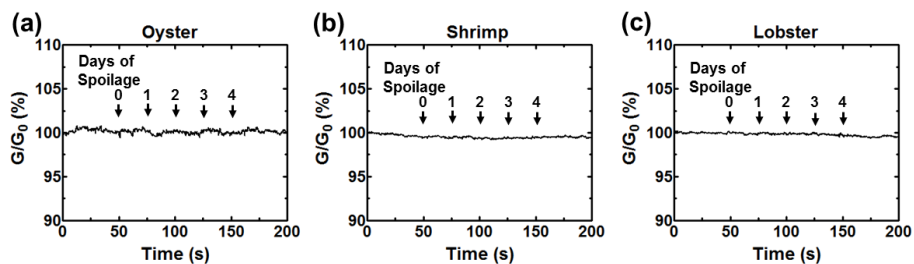 (a)
Oyster
110
105
100
95
90
G/G0 (%)
Days of
Spoilage
0 1 2 3 4
0 50 100 150 200
Time (s)
(b)
Shrimp
110
105
100
95
90
G/G0 (%)
Days of
Spoilage
0 1 2 3 4
0 50 100 150 200
Time (s)
(c)
Lobster
110
105
100
95
90
G/G0 (%)
Days of
Spoilage
0 1 2 3 4
0 50 100 150 200
Time (s)